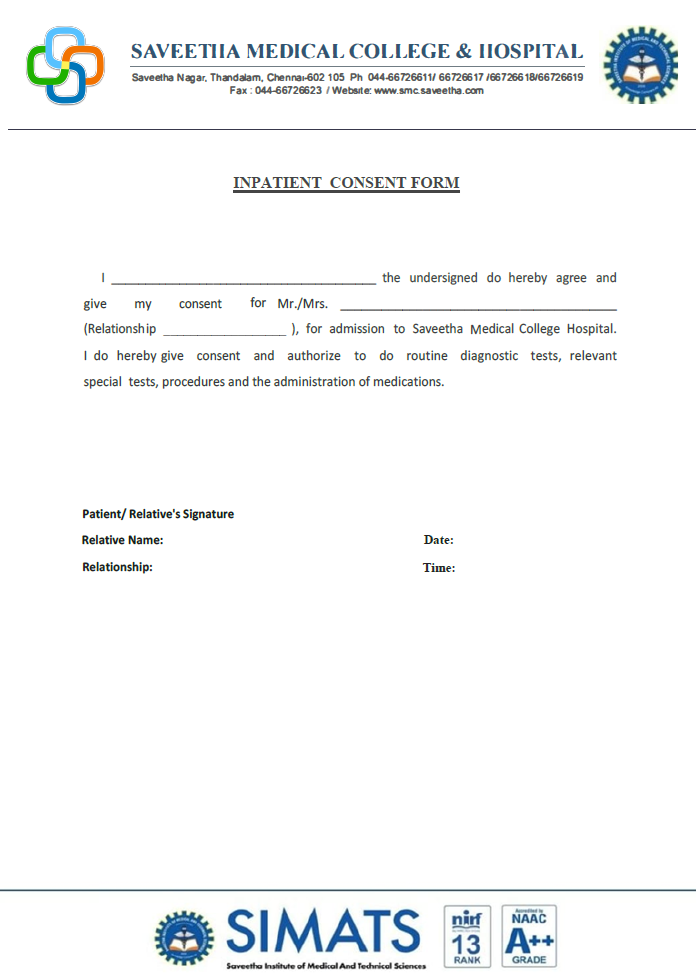 SAVEETHA MEDICAL COLLEGE & HOSPITAL
Saveetha Nagar, Thandalam, Chennai-602 105 Ph 044-66726611/ 66726617 /66726618/66726619
Fax : 044-66726623 / Website: www.smc.saveetha.com
INPATIENT CONSENT FORM
I ______________________________________ the undersigned do hereby agree and
give my consent for Mr./Mrs. ________________________________________
(Relationship __________________ ), for admission to Saveetha Medical College Hospital.
I do hereby give consent and authorize to do routine diagnostic tests, relevant
special tests, procedures and the administration of medications.
Patient/ Relative's Signature
Relative Name: Date:
Relationship: Time:
SIMATS
Saveetha Institute of Medical And Technical Sciences
nirf
13
RANK
Accredited by
NAAC
A++
GRADE